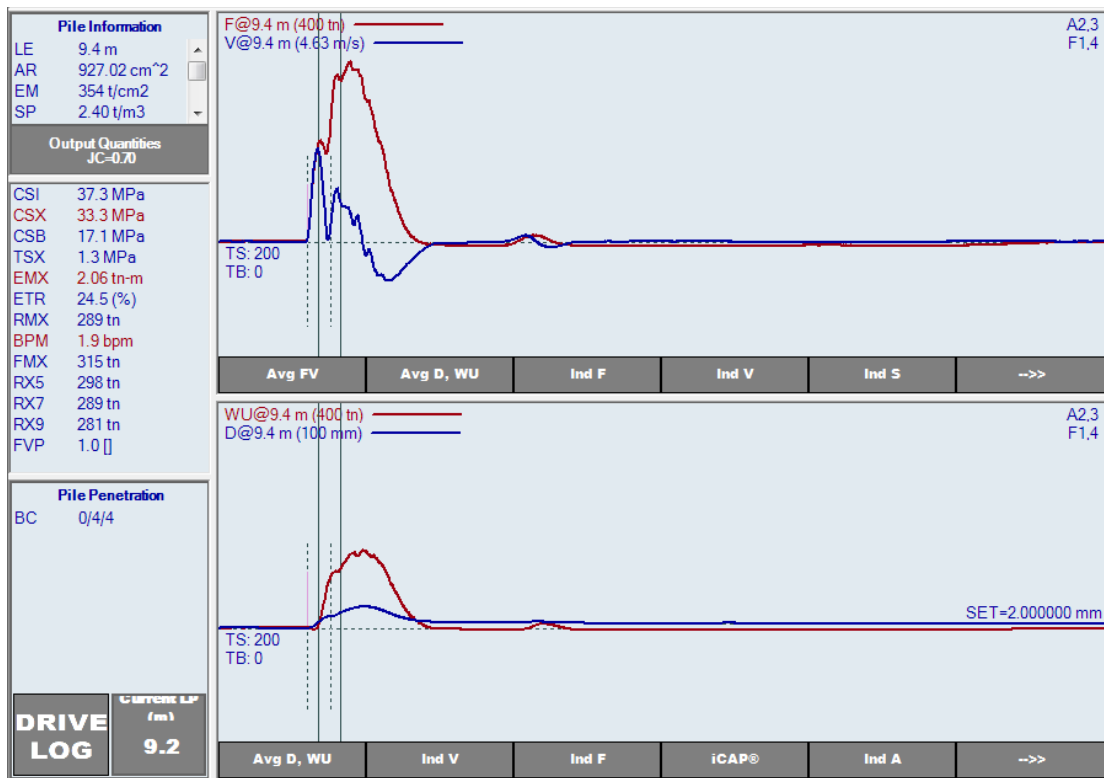 Pile Information
LE 9.4 m
AR 927.02 cm^2
EM 354 t/cm2
SP 2.40 t/m3
Output Quantities
JC=0.70
CSI 37.3 MPa
CSX 33.3 MPa
CSB 17.1 MPa
TSX 1.3 MPa
EMX 2.06 tn-m
ETR 24.5 (%)
RMX 289 tn
BPM 1.9 bpm
FMX 315 tn
RX5 298 tn
RX7 289 tn
RX9 281 tn
FVP 1.0 []
Pile Penetration
BC 0/4/4
DRIVE
LOG
Current LP
(m)
9.2
F@9.4 m (400 tn)
V@9.4 m (4.63 m/s)
A2,3
F1,4
TS: 200
TB: 0
Avg FV
Avg D, WU
Ind F
Ind V
Ind S
-->>
WU@9.4 m (400 tn)
D@9.4 m (100 mm)
A2,3
F1,4
SET=2.000000 mm
TS: 200
TB: 0
Avg D, WU
Ind V
Ind F
iCAP®
Ind A
-->>